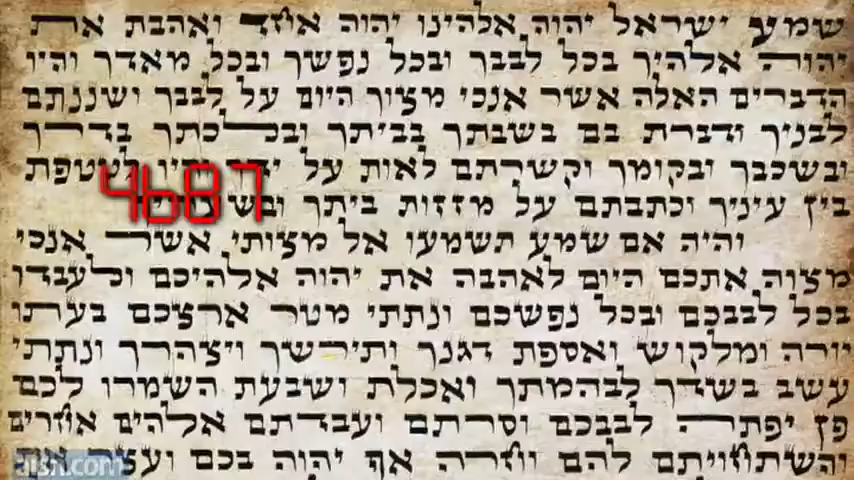 שמע ישראל יהוה אלהינו יהוה אחד ואהבת את
יהוה אלהיך בכל לבבך ובכל נפשך ובכל מאדך והיו
הדברים האלה אשר אנכי מצוך היום על לבבך ושננתם
לבניך ודברת בם בשבתך בביתך ובלכתך בדרך
ובשכבך ובקומך וקשרתם לאות על והיו לטטפת
בין עיניך וכתבתם על מזזות ביתך
4687
והיה אם שמע תשמעו אל מצותי אשר אנכי
מצוה אתכם היום לאהבה את יהוה אלהיכם ולעבדו
בכל לבבכם ובכל נפשכם ונתתי מטר ארצכם בעתו
יורה ומלקוש ואספת דגנך ותירשך ויצהרך ונתתי
עשב בשדך לבהמתך ואכלת ושבעת השמרו לכם
פן יפתה לבבכם וסרתם ועבדתם אלהים אחרים
והשתחויתם להם וחרה אף יהוה בכם ועצר את
aish.com